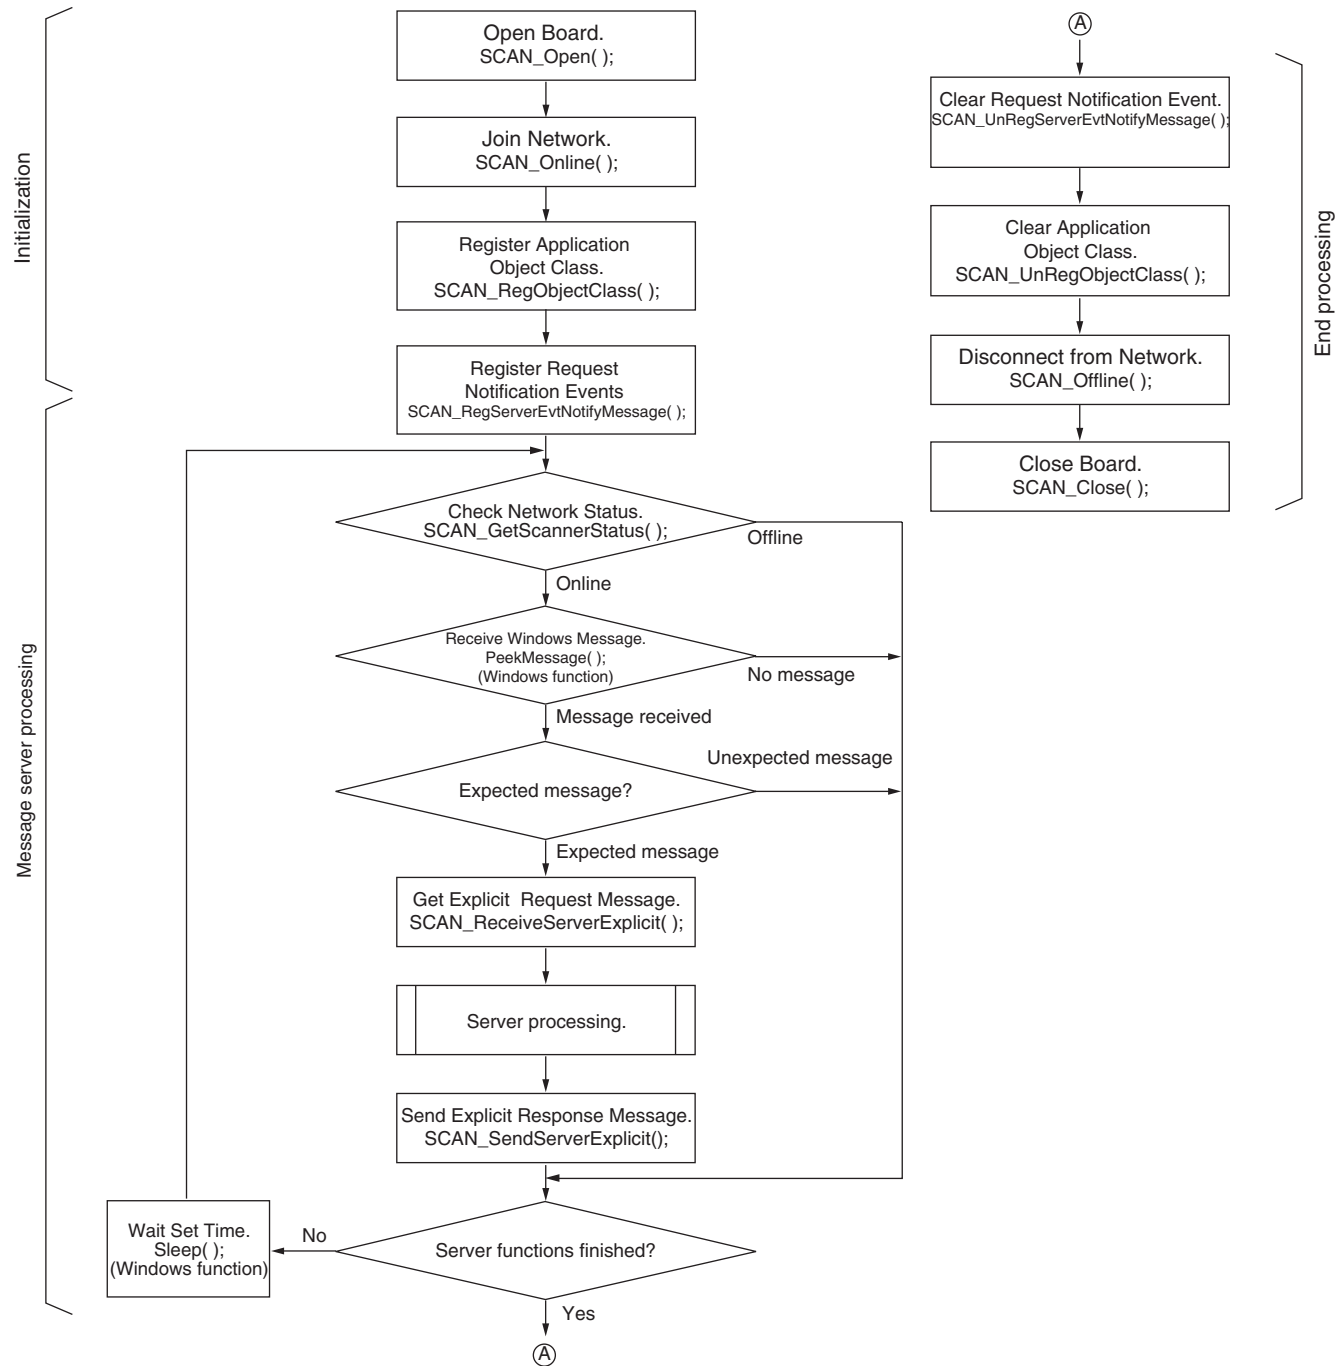 Initialization
Open Board.
SCAN_Open( );
Join Network.
SCAN_Online( );
Register Application
Object Class.
SCAN_RegObjectClass( );
Register Request
Notification Events
SCAN_RegServerEvtNotifyMessage( );
Message server processing
Check Network Status.
SCAN_GetScannerStatus( );
Offline
Online
Receive Windows Message.
PeekMessage( );
(Windows function)
No message
Message received
Unexpected message
Expected message?
Expected message
Get Explicit Request Message.
SCAN_ReceiveServerExplicit( );
Server processing.
Send Explicit Response Message.
SCAN_SendServerExplicit();
Server functions finished?
No
Wait Set Time.
Sleep( );
(Windows function)
Yes
A
A
Clear Request Notification Event.
SCAN_UnRegServerEvtNotifyMessage( );
Clear Application
Object Class.
SCAN_UnRegObjectClass( );
Disconnect from Network.
SCAN_Offline( );
Close Board.
SCAN_Close( );
End processing